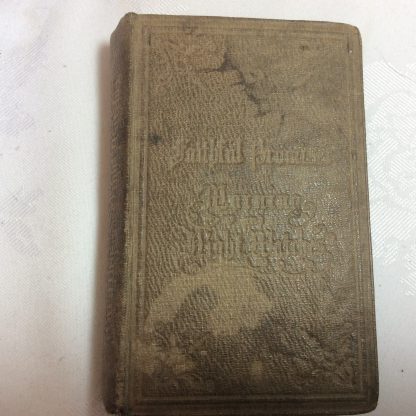 Faithful Promiser
Morning
Night Watches